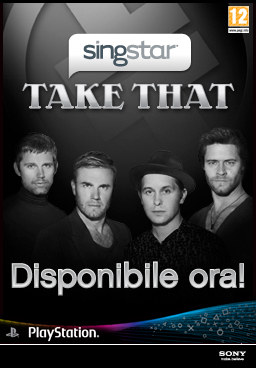 12
www.pegi.info
singstar
TAKE THAT
Disponibile ora!
PlayStation.
SONY